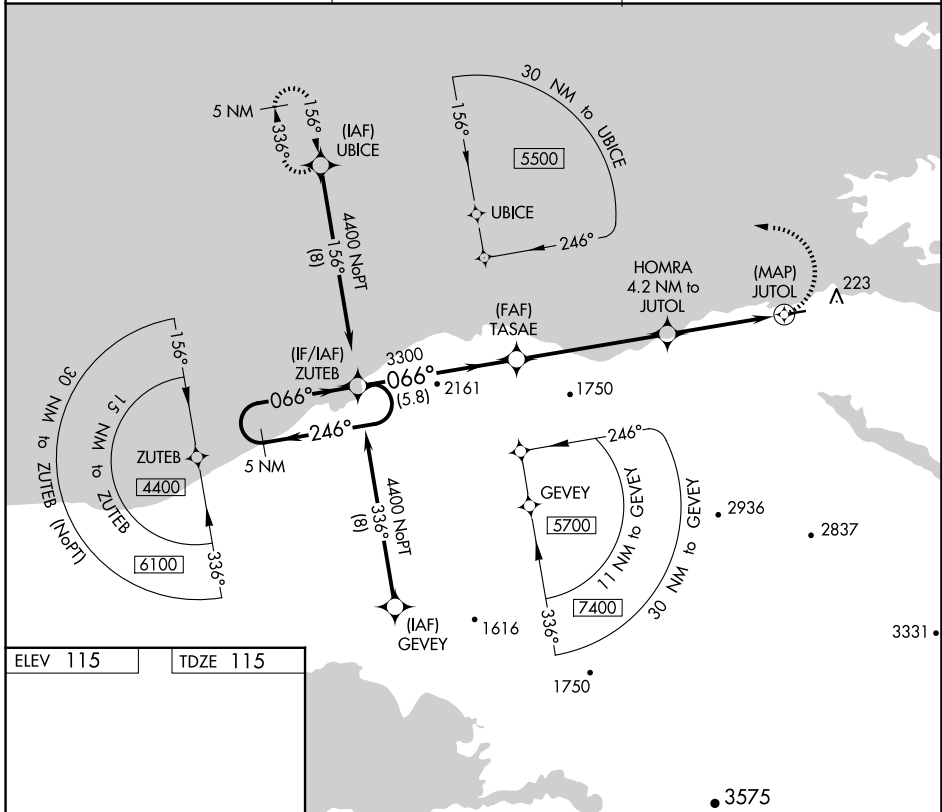 5 NM
156°
336°
(IAF)
UBICE
4400 NoPT
156°
(8)
30 NM to UBICE
156°
5500
UBICE
246°
HOMRA
4.2 NM to
JUTOL
(MAP)
JUTOL
223
(FAF)
TASAE
(IF/IAF)
ZUTEB
3300
066°
(5.8)
2161
1750
066°
246°
5 NM
156°
30 NM to ZUTEB (NoPT)
15 NM to ZUTEB
ZUTEB
4400
6100
336°
4400 NoPT
336°
(8)
(IAF)
GEVEY
246°
GEVEY
5700
11 NM to GEVEY
7400
30 NM to GEVEY
336°
2936
2837
1616
3331
1750
3575
ELEV 115
TDZE 115